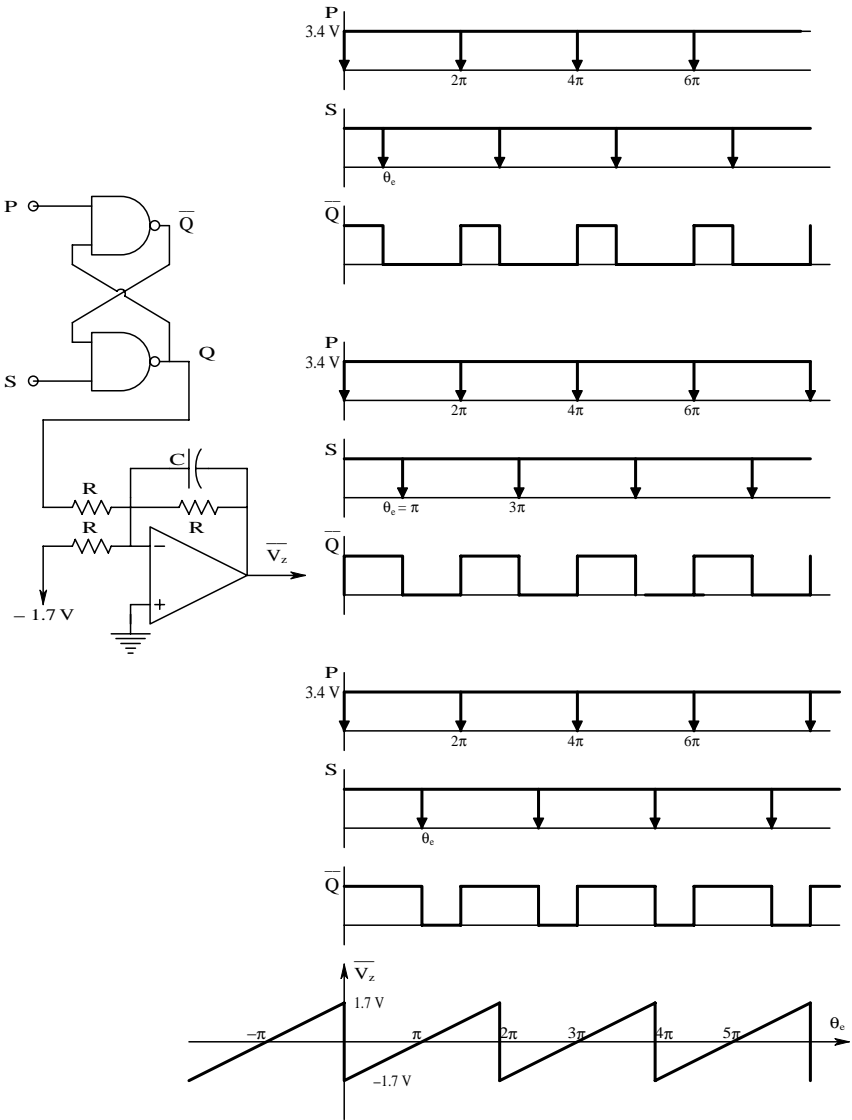 P
3.4 V
2π 4π 6π
S
θe
Q
P
Q
Q
S
P
3.4 V
2π 4π 6π
S
θe = π 3π
Q
C
R
R
R
Vz
– 1.7 V
–
+
P
3.4 V
2π 4π 6π
S
θe
Q
Vz
1.7 V
–π π 2π 3π 4π 5π θe
–1.7 V